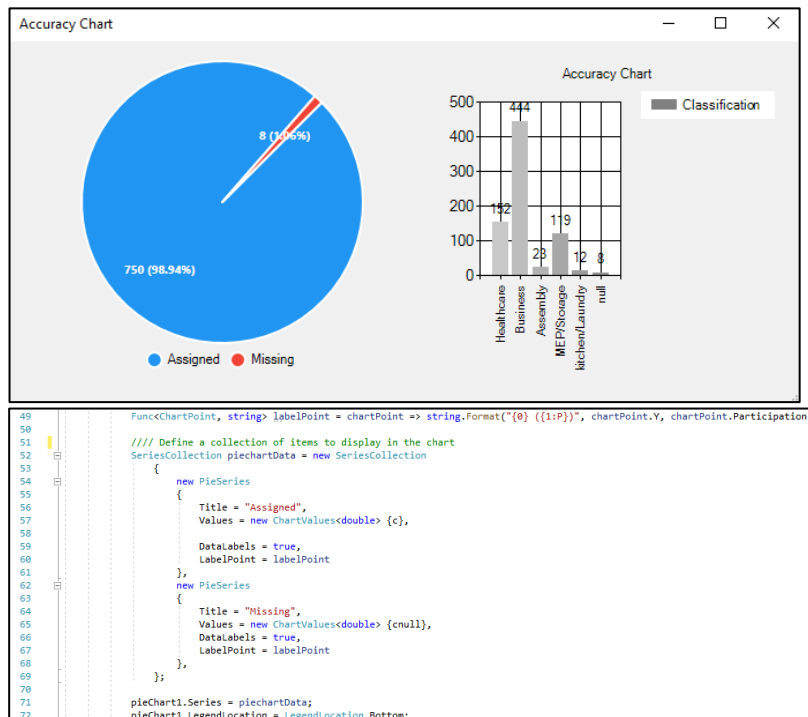 Accuracy Chart
8 (1.06%)
750 (98.94%)
Assigned
Missing
Accuracy Chart
Classification
500
400
300
200
100
0
152
444
23
119
12
8
Healthcare
Business
Assembly
MEP/Storage
kitchen/Laundry
null
49 Func<ChartPoint, string> labelPoint = chartPoint => string.Format("{0} ({1:P})", chartPoint.Y, chartPoint.Participation
50
51 //// Define a collection of items to display in the chart
52 SeriesCollection piechartData = new SeriesCollection
53 {
54 new PieSeries
55 {
56 Title = "Assigned",
57 Values = new ChartValues<double> {c},
58
59 DataLabels = true,
60 LabelPoint = labelPoint
61 },
62 new PieSeries
63 {
64 Title = "Missing",
65 Values = new ChartValues<double> {cnull},
66 DataLabels = true,
67 LabelPoint = labelPoint
68 },
69 };
70
71 pieChart1.Series = piechartData;
72 pieChart1.LegendLocation = LegendLocation.Bottom;